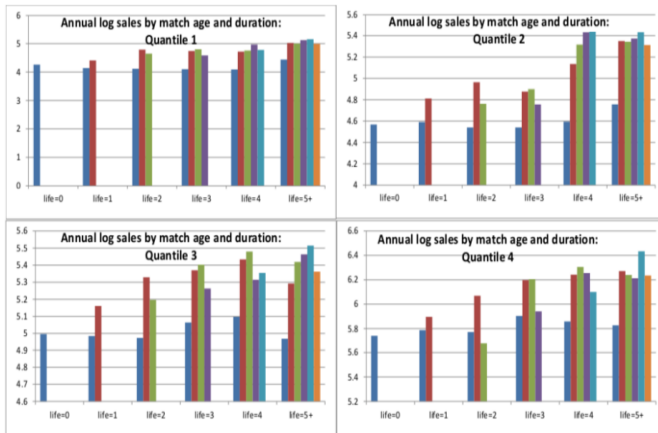 Annual log sales by match age and duration:
Quantile 1
6
5
4
3
2
1
0
life=0 life=1 life=2 life=3 life=4 life=5+
Annual log sales by match age and duration:
Quantile 2
5.6
5.4
5.2
5
4.8
4.6
4.4
4.2
4
life=0 life=1 life=2 life=3 life=4 life=5+
Annual log sales by match age and duration:
Quantile 3
5.6
5.5
5.4
5.3
5.2
5.1
5
4.9
4.8
4.7
4.6
life=0 life=1 life=2 life=3 life=4 life=5+
Annual log sales by match age and duration:
Quantile 4
6.6
6.4
6.2
6
5.8
5.6
5.4
5.2
life=0 life=1 life=2 life=3 life=4 life=5+